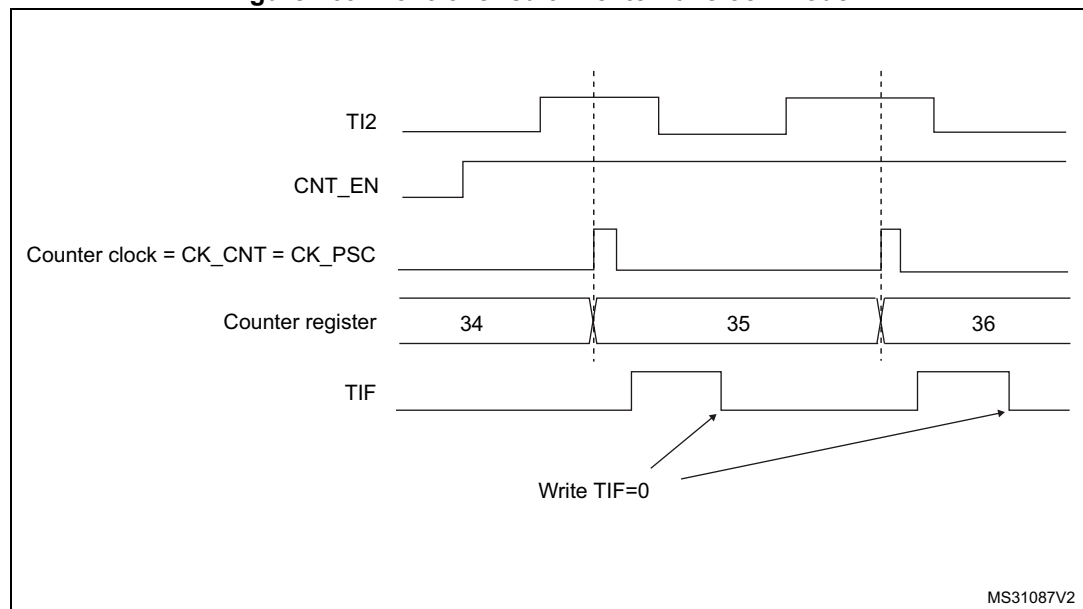 TI2
CNT_EN
Counter clock = CK_CNT = CK_PSC
Counter register
34
35
36
TIF
Write TIF=0
MS31087V2